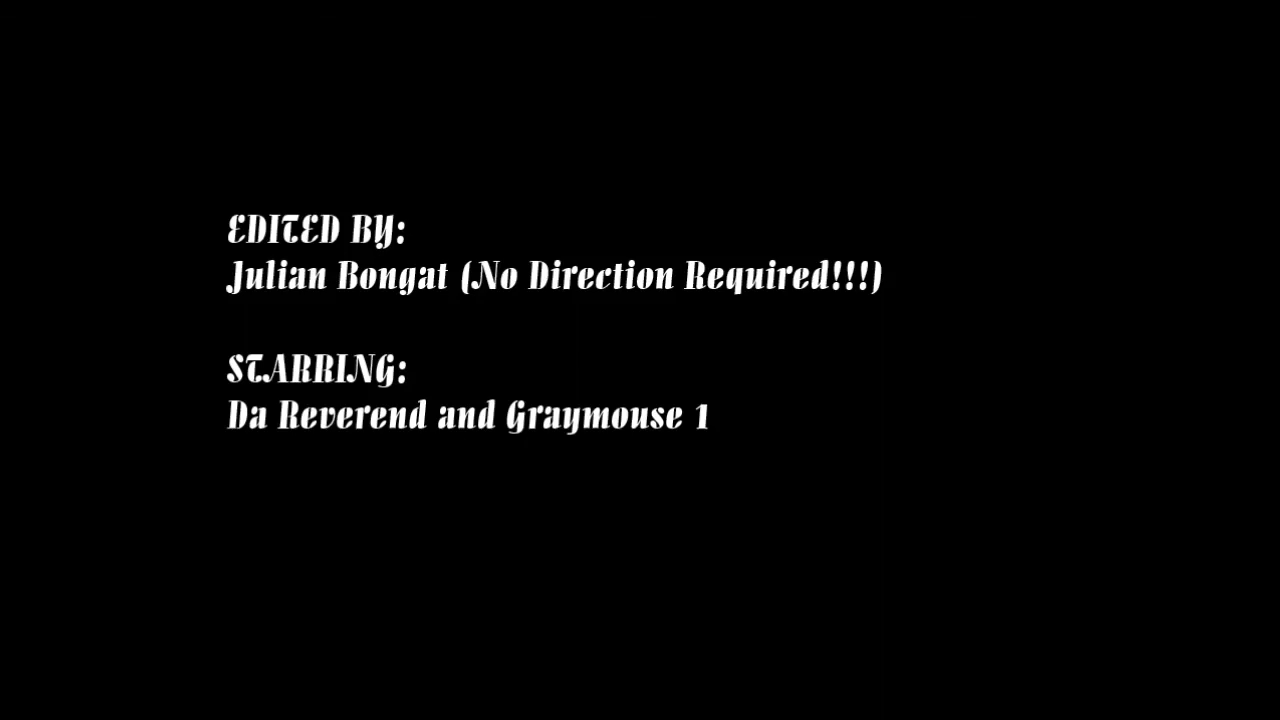 EDITED BY:
Julian Bongat (No Direction Required!!!)
STARRING:
Da Reverend and Graymouse 1